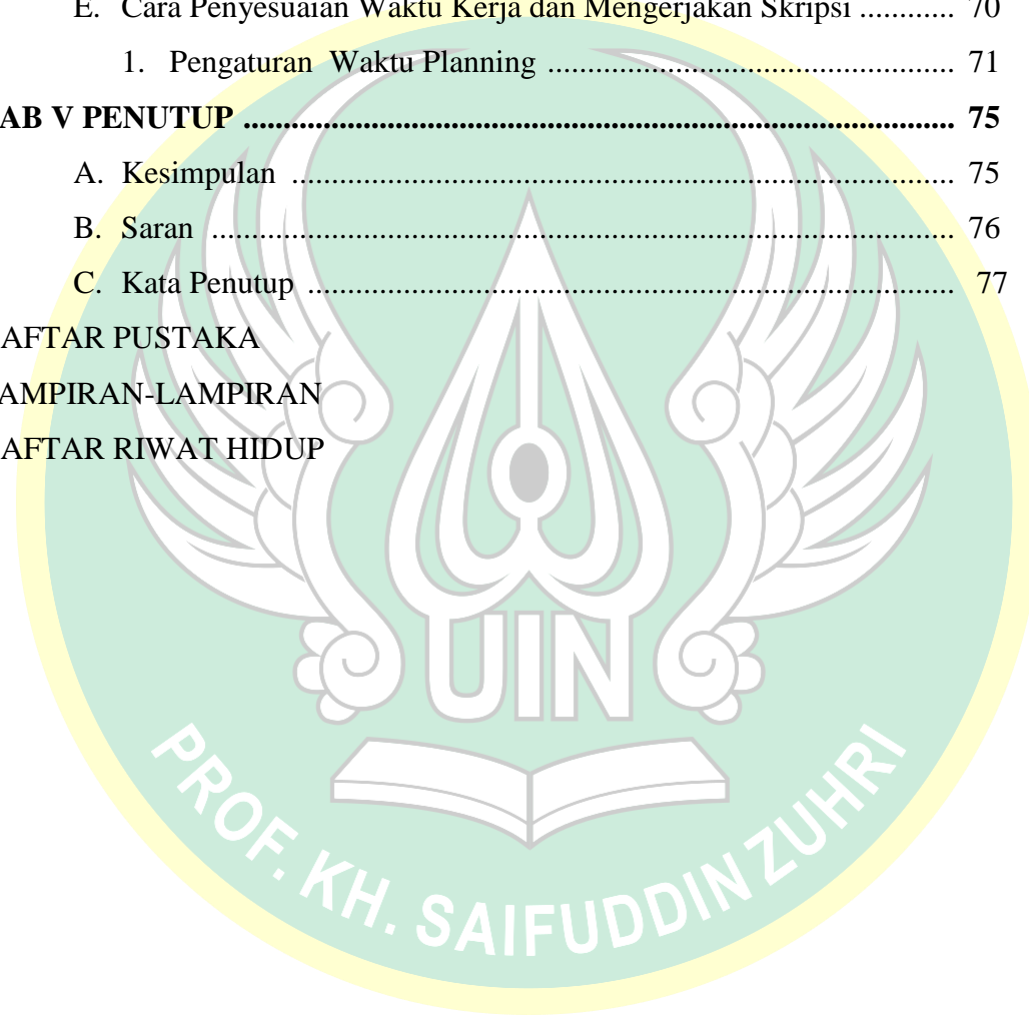 E. Cara Penyesuaian Waktu Kerja dan Mengerjakan Skripsi ............ 70
1. Pengaturan Waktu Planning .................................................... 71
AB V PENUTUP ........................................................................................... 75
A. Kesimpulan ..................................................................................... 75
B. Saran ............................................................................................... 76
C. Kata Penutup ................................................................................... 77
AFTAR PUSTAKA
AMPIRAN-LAMPIRAN
AFTAR RIWAT HIDUP
UIN
PROF. KH. SAIFUDDIN ZUHRI